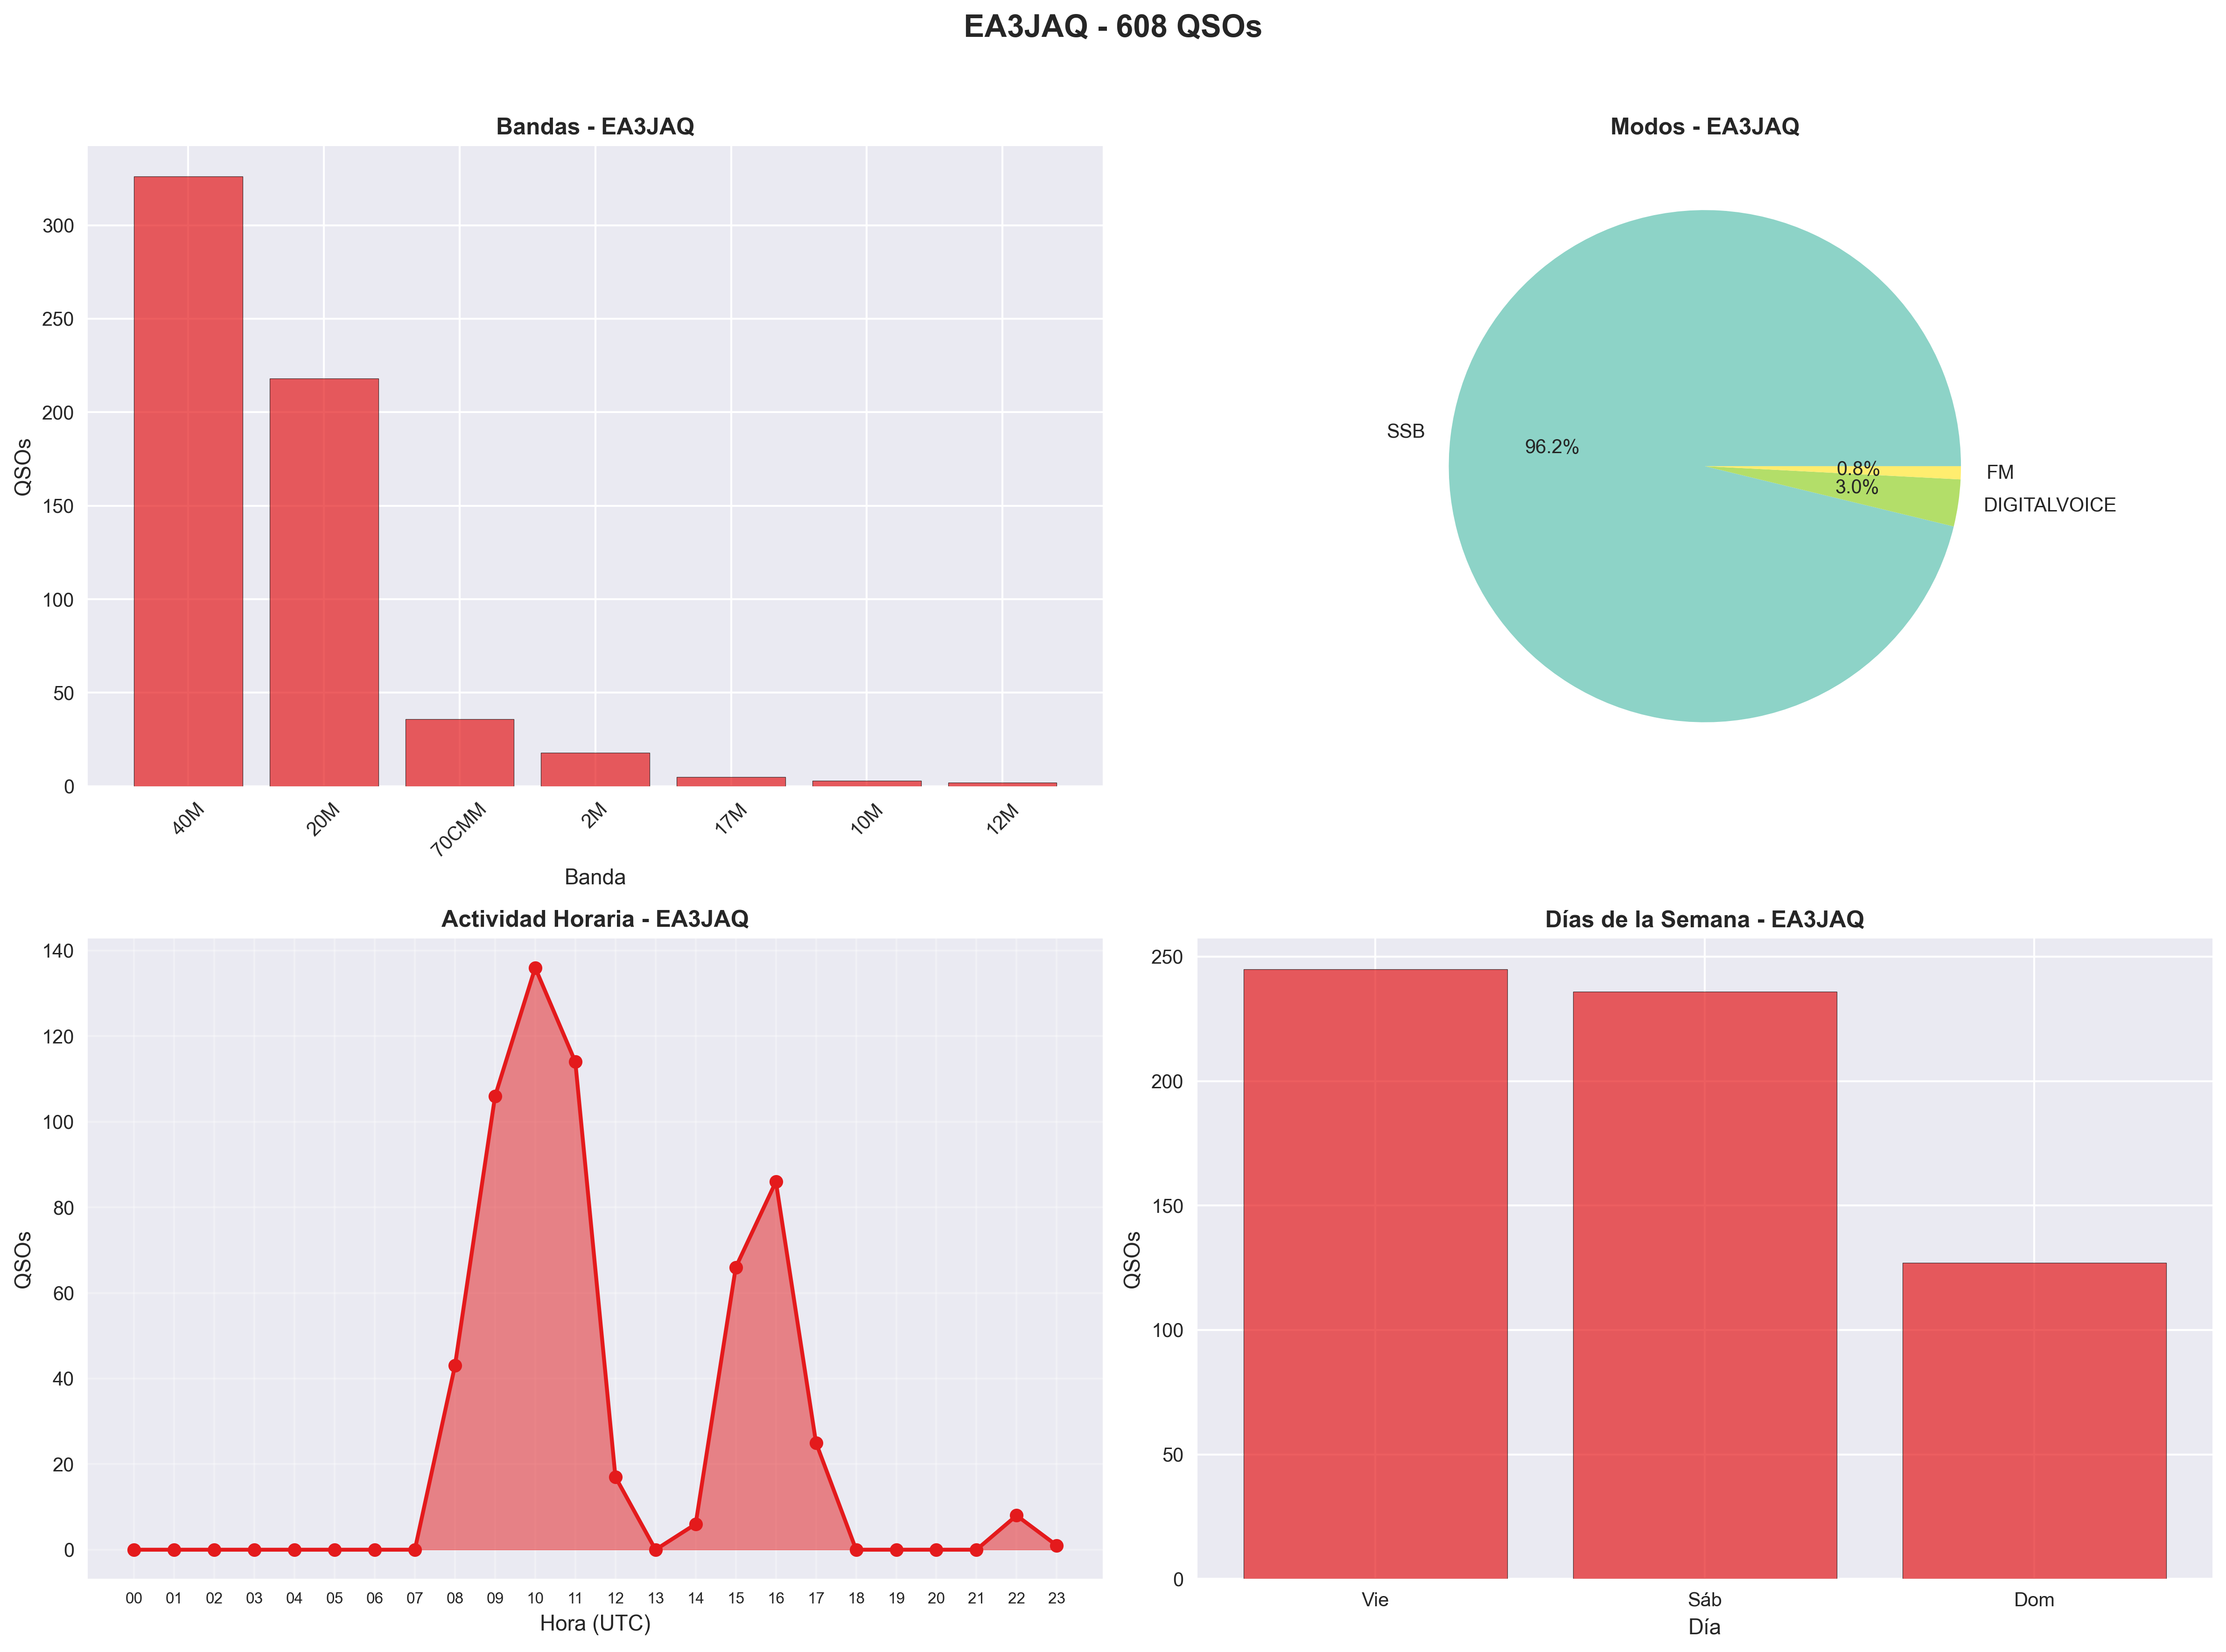 EA3JAQ - 608 QSOs
Bandas - EA3JAQ
QSOs
300
250
200
150
100
50
0
40M
20M
70CMM
2M
17M
10M
12M
Banda
Modos - EA3JAQ
SSB
96.2%
0.8%
3.0%
FM
DIGITALVOICE
Actividad Horaria - EA3JAQ
QSOs
140
120
100
80
60
40
20
0
00 01 02 03 04 05 06 07 08 09 10 11 12 13 14 15 16 17 18 19 20 21 22 23
Hora (UTC)
Días de la Semana - EA3JAQ
QSOs
250
200
150
100
50
0
Vie Sáb Dom
Día